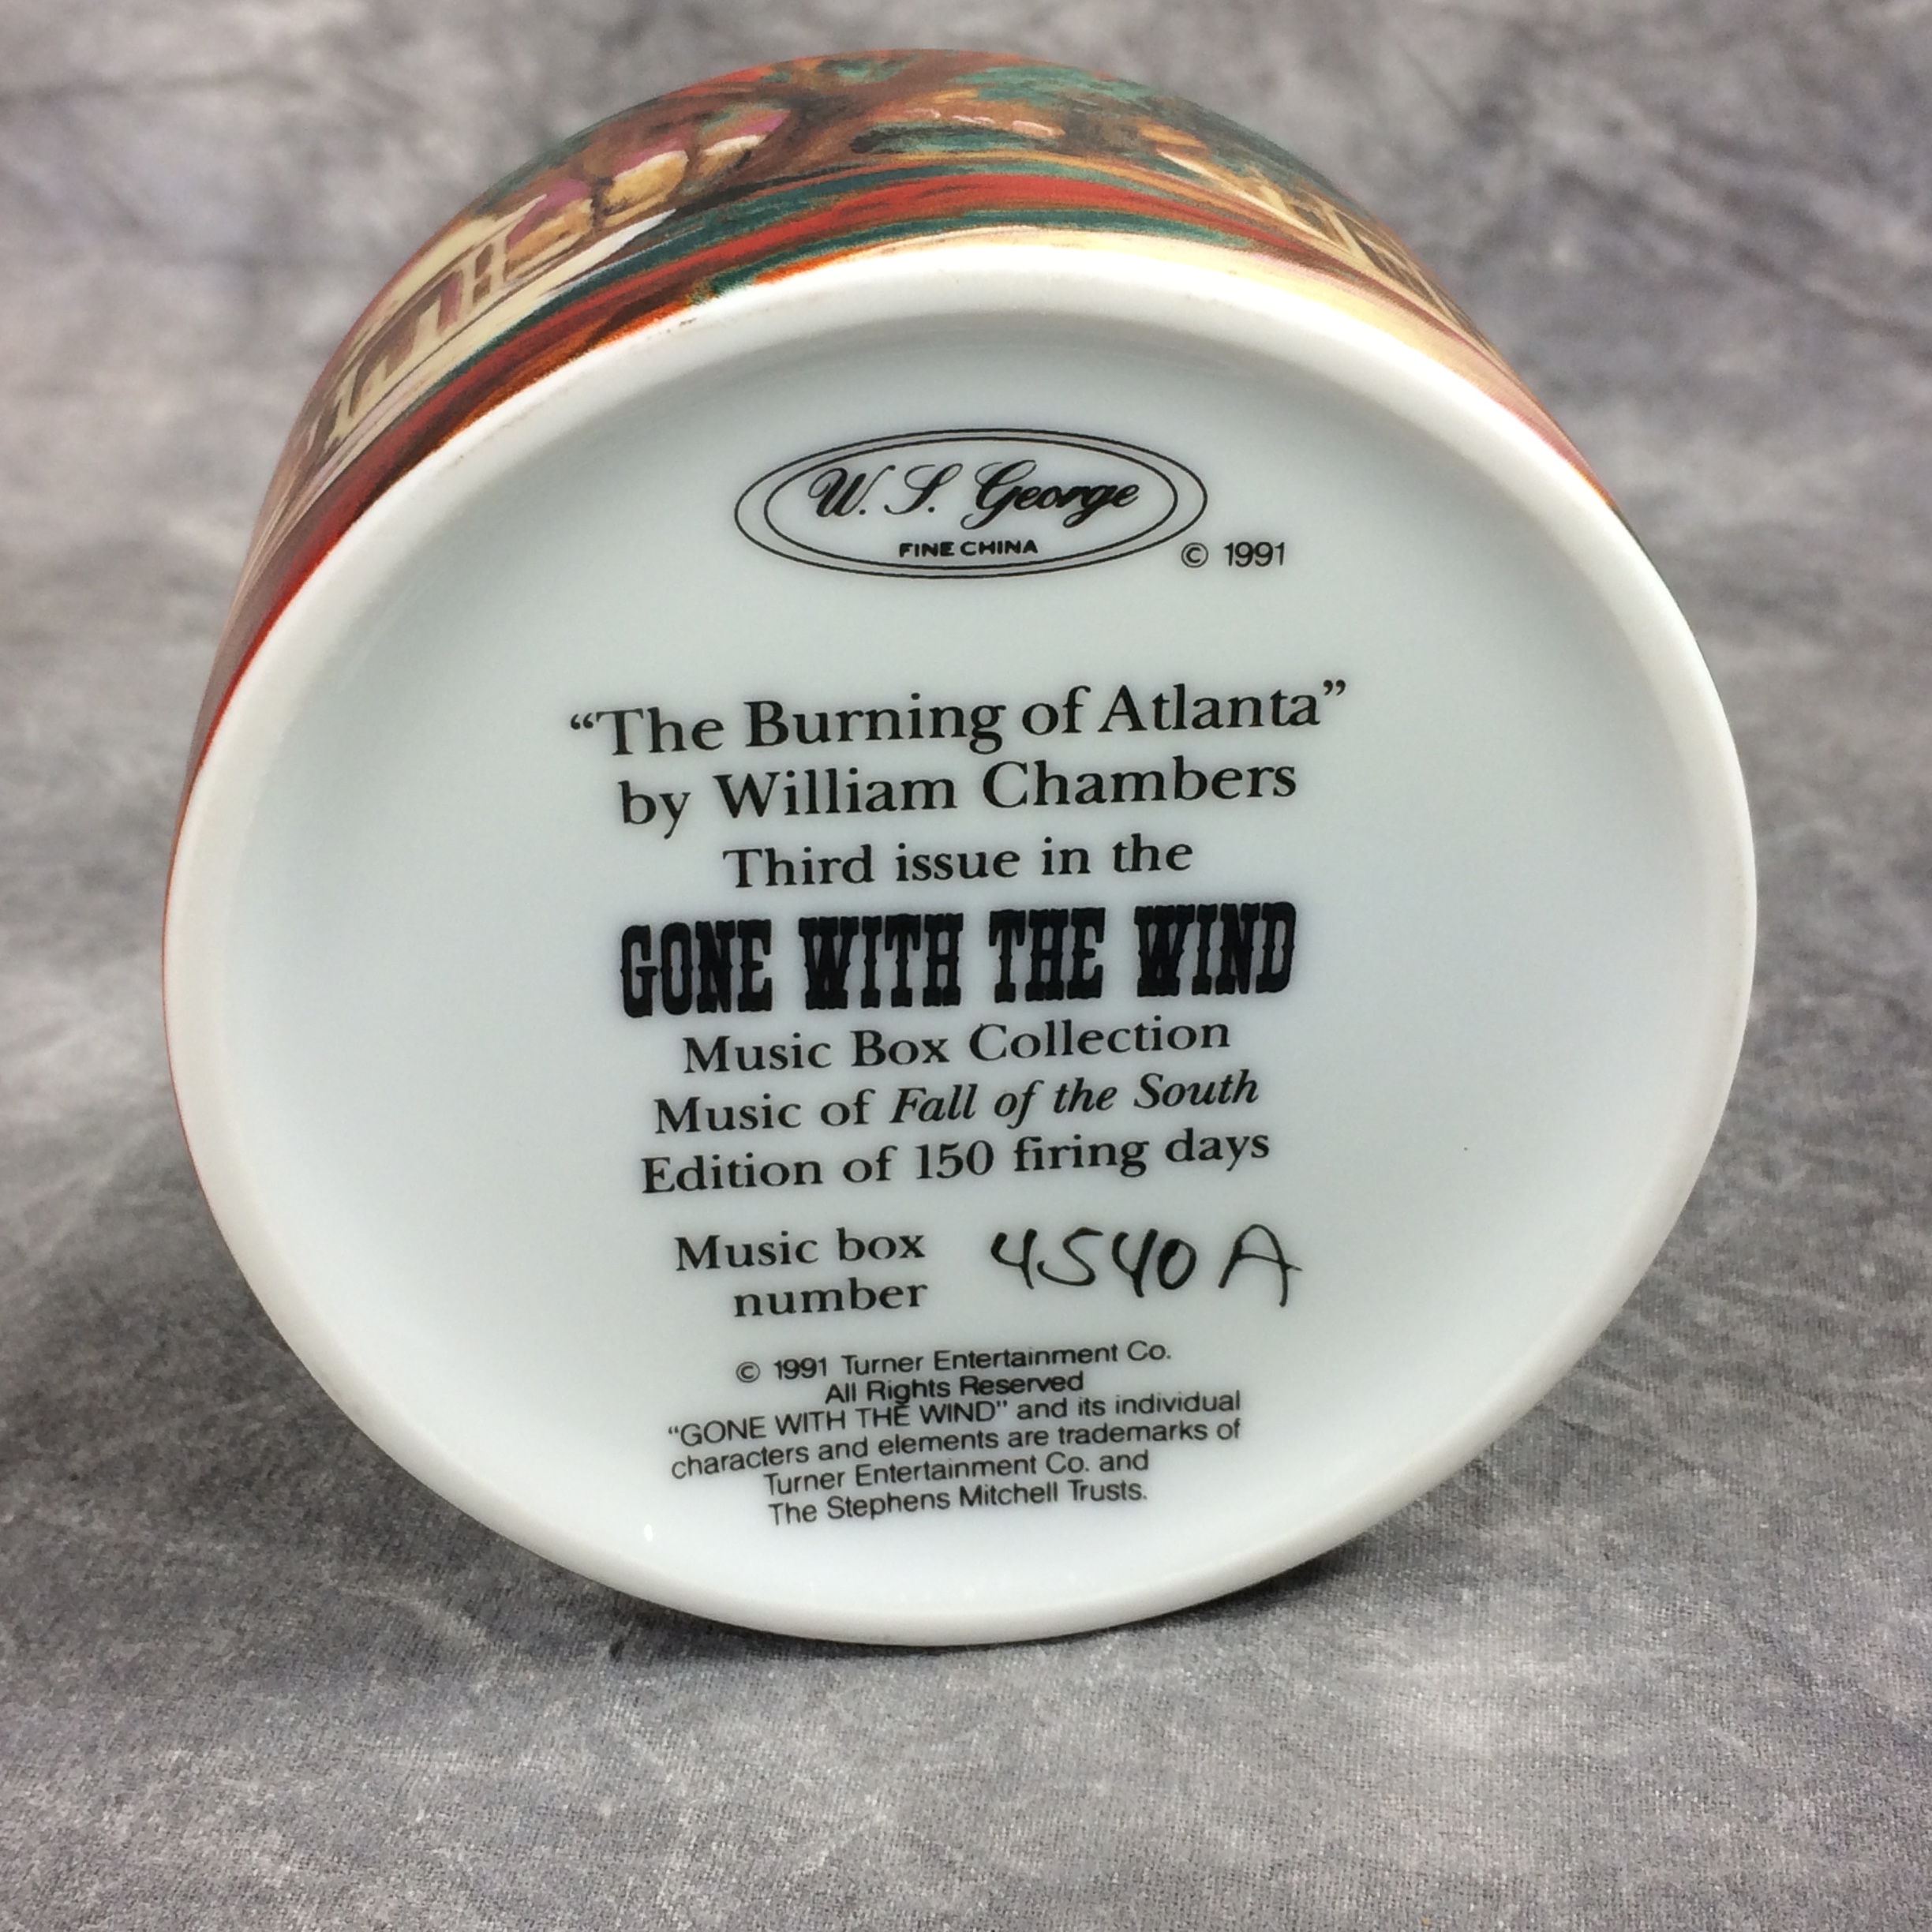 W. S. George
FINE CHINA
© 1991
“The Burning of Atlanta”
by William Chambers
Third issue in the
GONE WITH THE WIND
Music Box Collection
Music of Fall of the South
Edition of 150 firing days
Music box 4540 A
number
© 1991 Turner Entertainment Co.
All Rights Reserved
“GONE WITH THE WIND” and its individual
characters and elements are trademarks of
Turner Entertainment Co. and
The Stephens Mitchell Trusts.